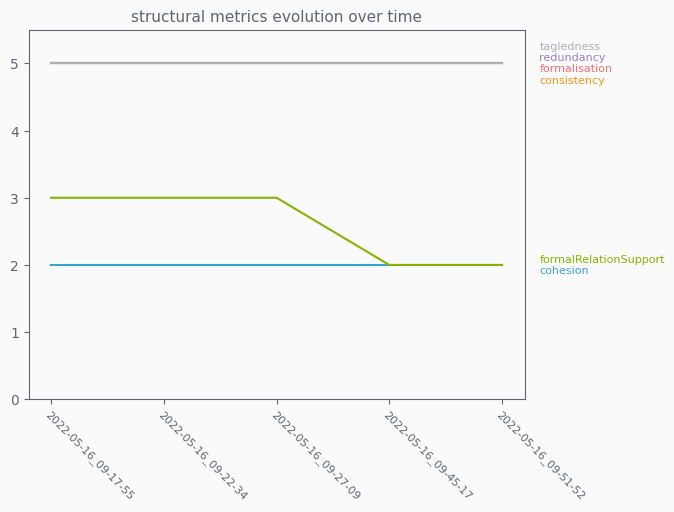 structural metrics evolution over time
tagledness
redundancy
formalisation
consistency
5
4
3
2
1
0
formalRelationSupport
cohesion
2022-05-16_09-17-55
2022-05-16_09-22-34
2022-05-16_09-27-09
2022-05-16_09-45-17
2022-05-16_09-51-52